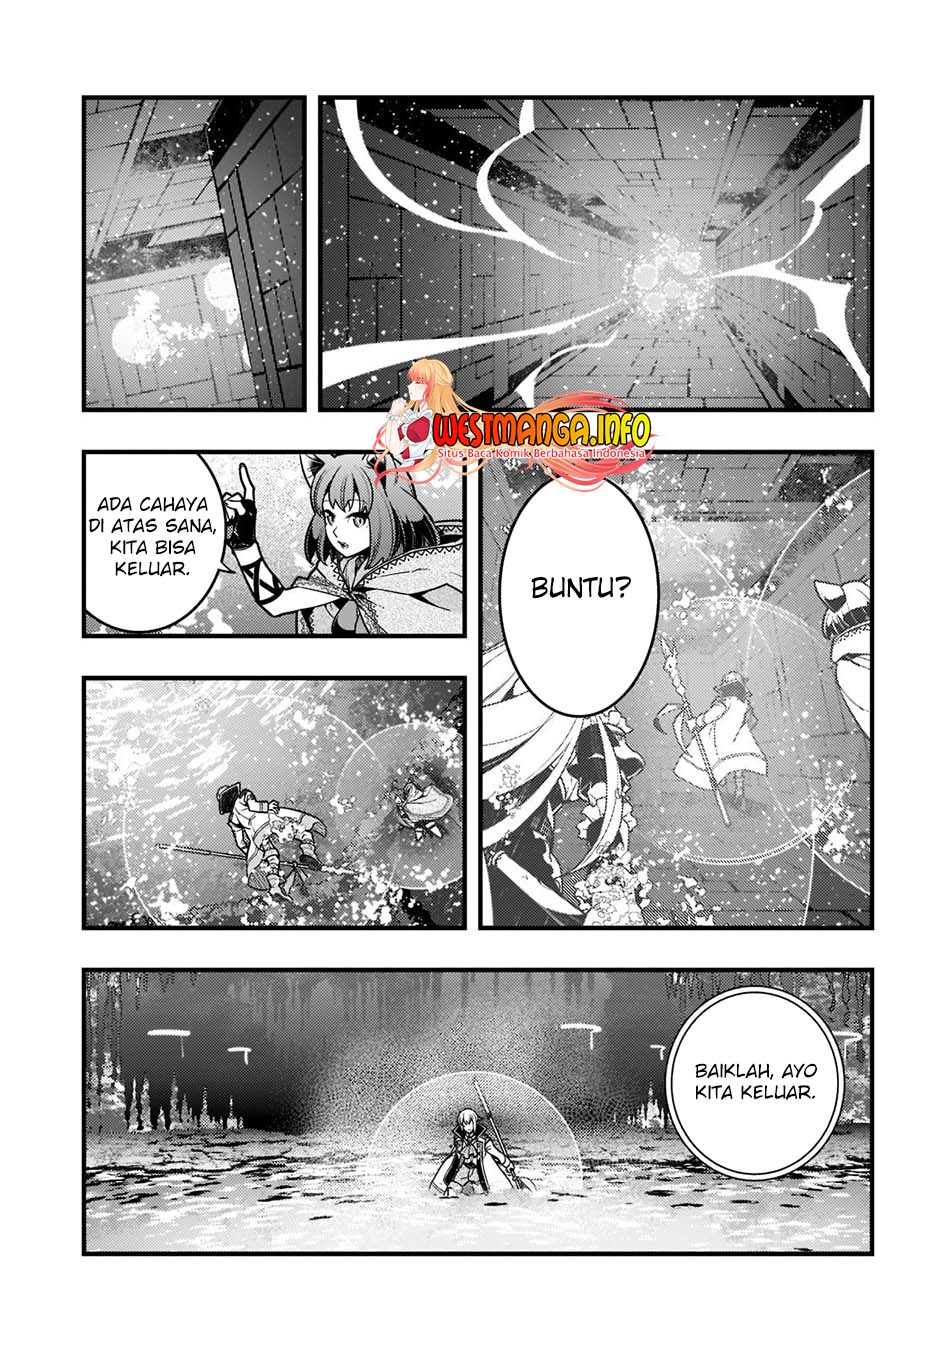 WESTMANGA.INFO
Situs Baca Komik Berbahasa Indonesia
BUNTU?
ADA CAHAYA
DI ATAS SANA,
KITA BISA
KELUAR.
BAIKLAH, AYO
KITA KELUAR.